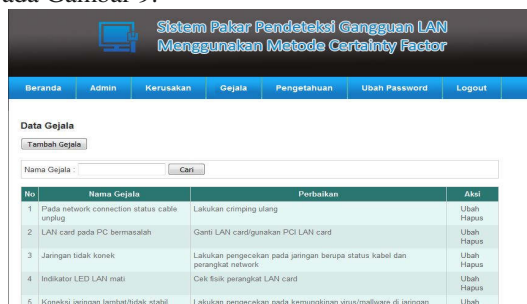 ada Gambar 9.
Sistem Pakar Pendeteksi Gangguan LAN
Menggunakan Metode Certainty Factor
Beranda Admin Kerusakan Gejala Pengetahuan Ubah Password Logout
Data Gejala
Tambah Gejala
Nama Gejala : Cari
No Nama Gejala Perbaikan Aksi
1 Pada network connection status cable Lakukan crimping ulang Ubah
unplug Hapus
2 LAN card pada PC bermasalah Ganti LAN card/gunakan PCI LAN card Ubah
Hapus
3 Jaringan tidak konek Lakukan pengecekan pada jaringan berupa status kabel dan Ubah
perangkat network Hapus
4 Indikator LED LAN mati Cek fisik perangkat LAN card Ubah
Hapus
5 Koneksi jaringan lambat/tidak stabil Lakukan pengecekan pada kemungkinan virus/mallware di jaringan Ubah